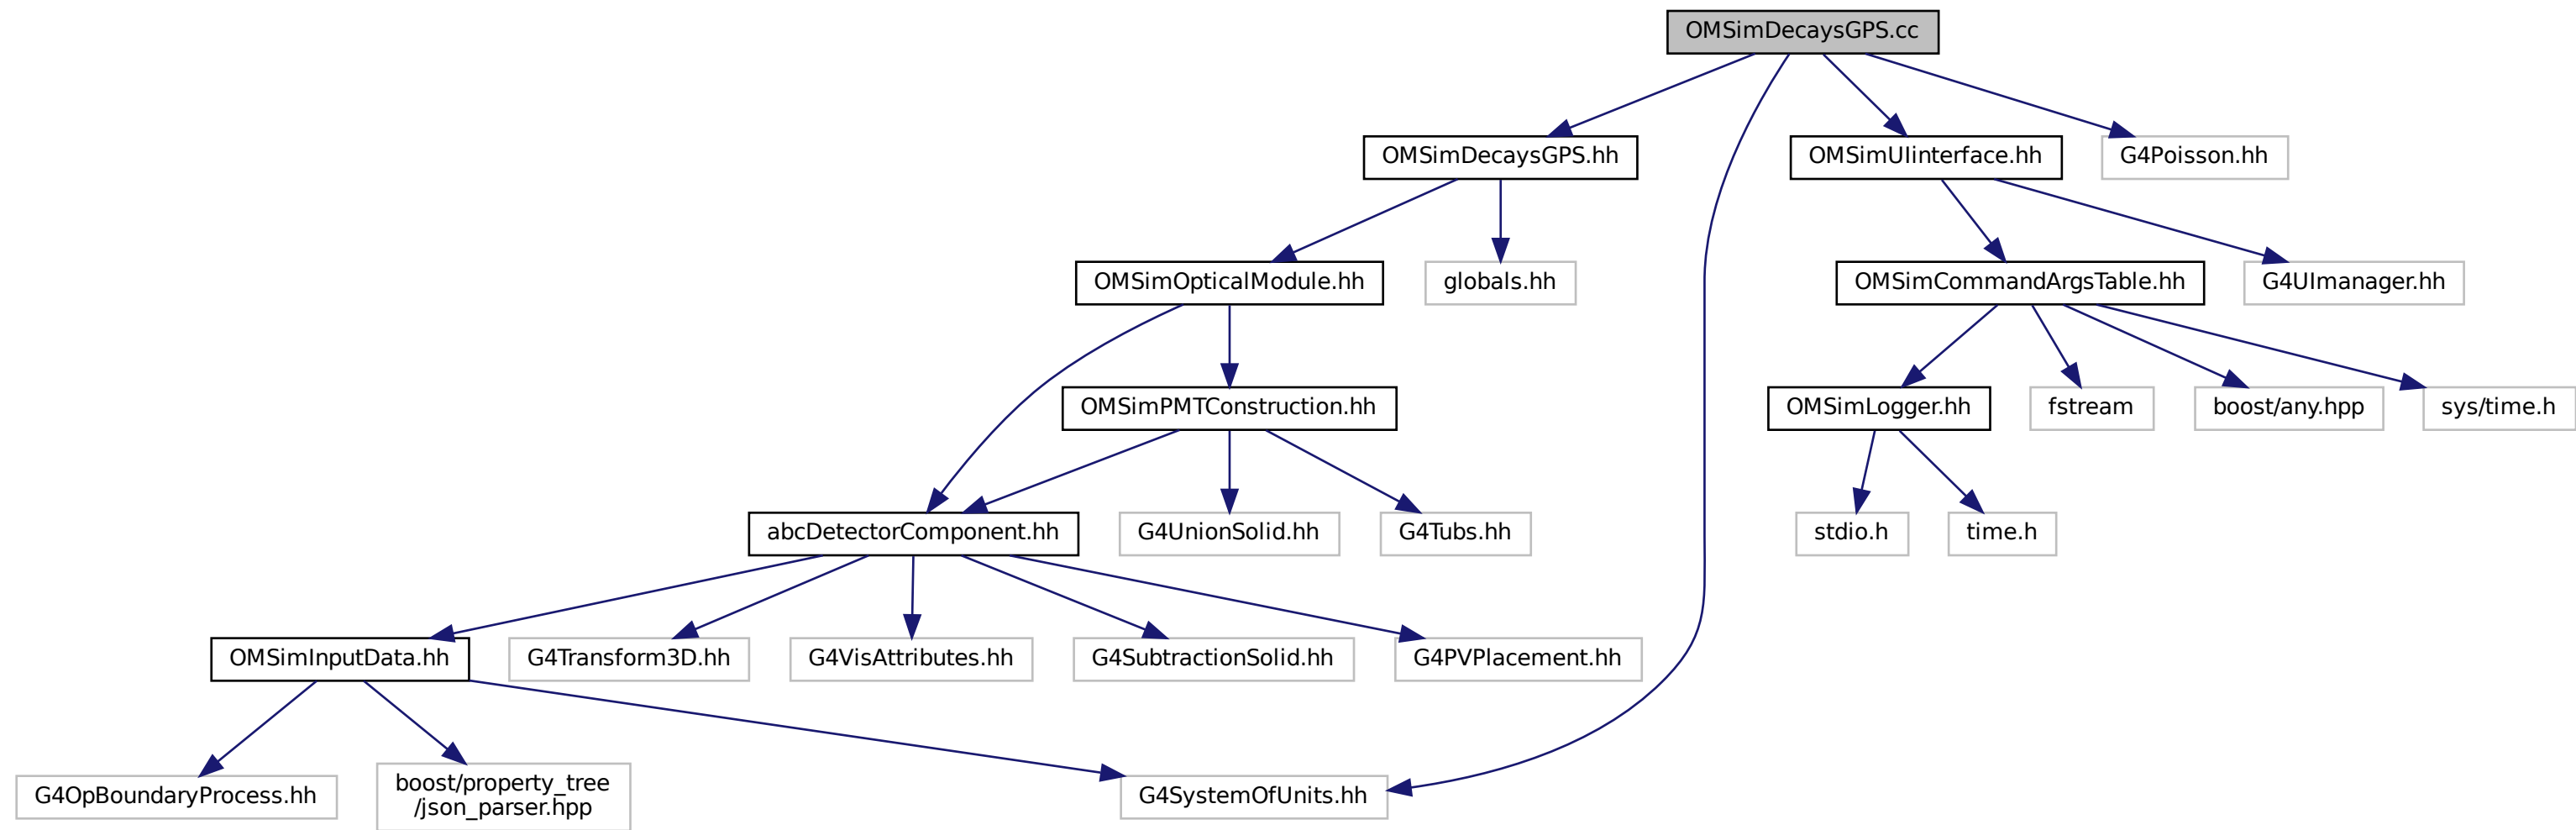 OMSimDecaysGPS.cc
OMSimDecaysGPS.hh
OMSimUIinterface.hh
G4Poisson.hh
OMSimOpticalModule.hh
globals.hh
OMSimCommandArgsTable.hh
G4UImanager.hh
OMSimPMTConstruction.hh
OMSimLogger.hh
fstream
boost/any.hpp
sys/time.h
abcDetectorComponent.hh
G4UnionSolid.hh
G4Tubs.hh
stdio.h
time.h
OMSimInputData.hh
G4Transform3D.hh
G4VisAttributes.hh
G4SubtractionSolid.hh
G4PVPlacement.hh
G4OpBoundaryProcess.hh
boost/property_tree
/json_parser.hpp
G4SystemOfUnits.hh